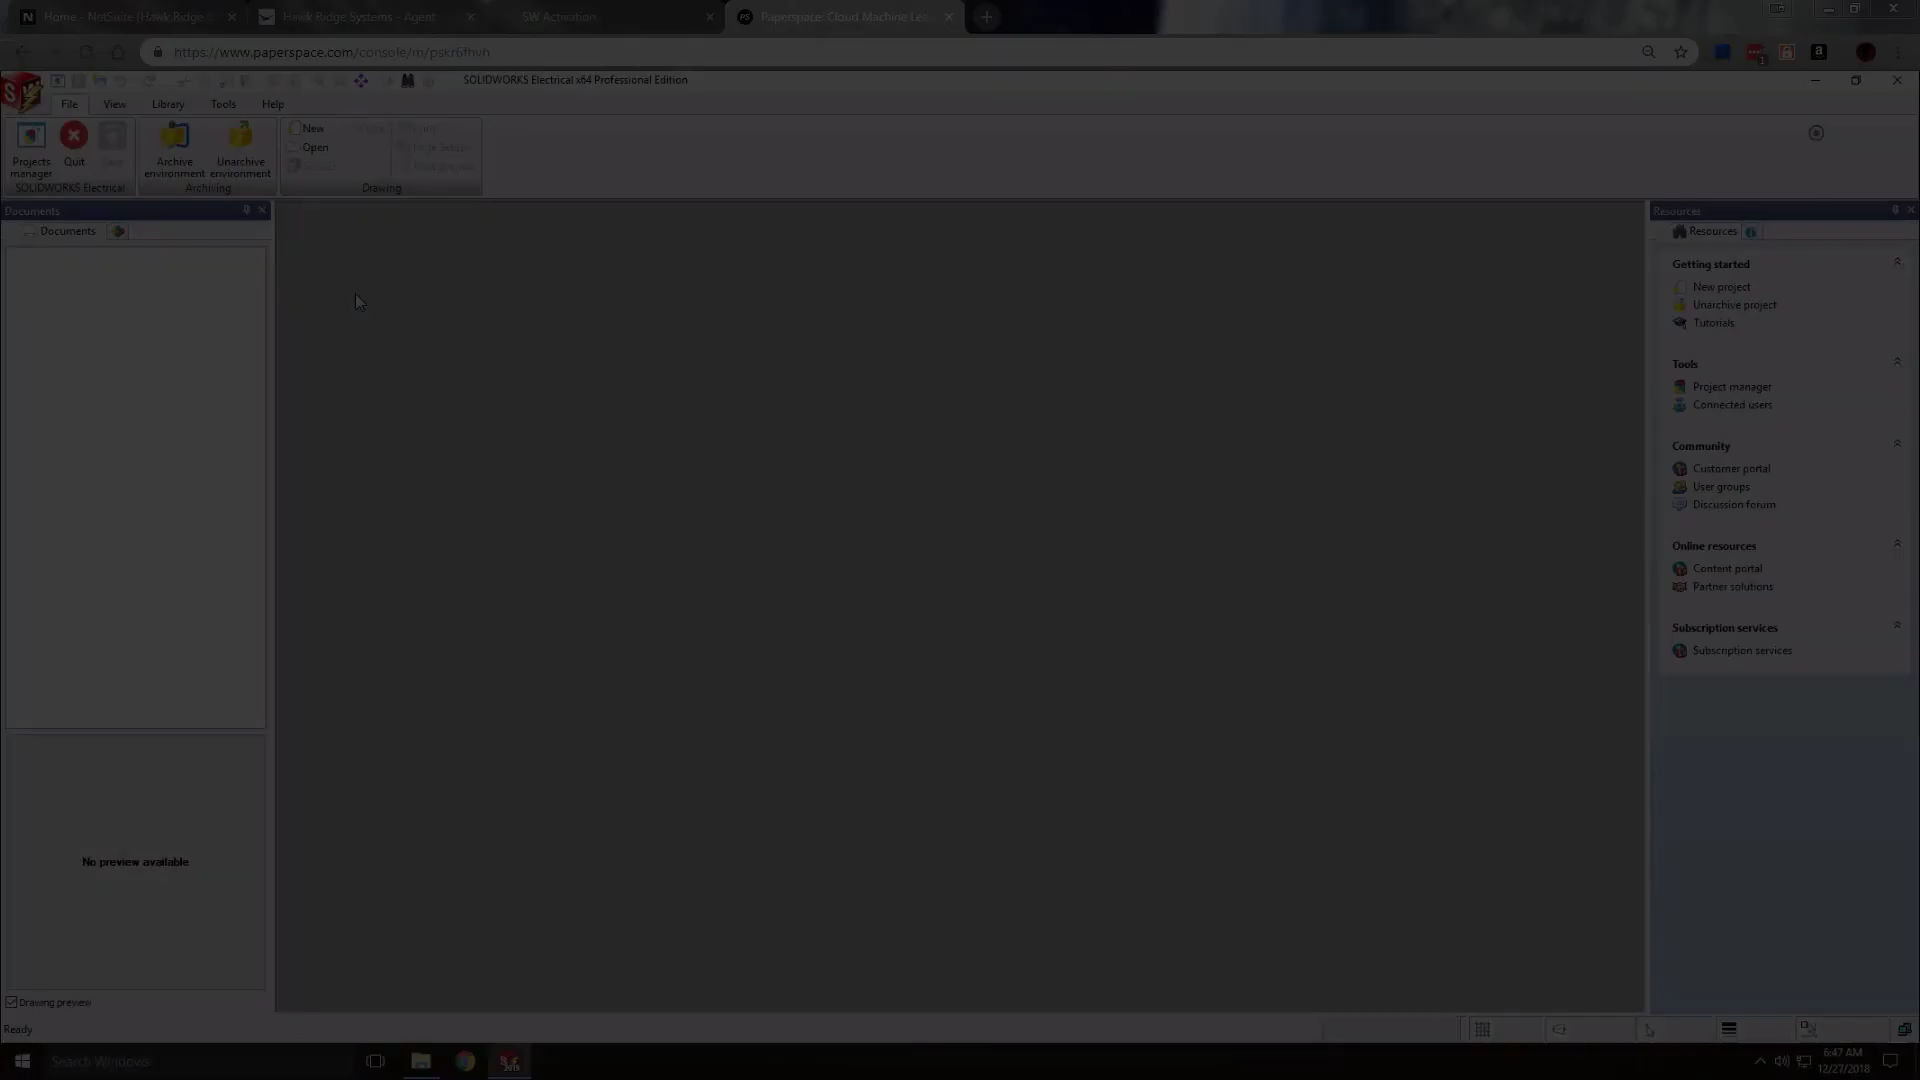 Home - NetSuite (Hawk Ridge
Hawk Ridge Systems - Agent
SW Activation
Paperspace: Cloud Machine Lea
https://www.paperspace.com/console/m/pskr6fhvh
SOLIDWORKS Electrical x64 Professional Edition
File View Library Tools Help
Projects manager
Quit
Archive environment
Unarchive environment
New
Open
SOLIDWORKS Electrical
Archiving
Drawing
Documents
Documents
No preview available
Drawing preview
Ready
Resources
Resources
Getting started
New project
Unarchive project
Tutorials
Tools
Project manager
Connected users
Community
Customer portal
User groups
Discussion forum
Online resources
Content portal
Partner solutions
Subscription services
Subscription services
Search Windows
6:47 AM
12/27/2018